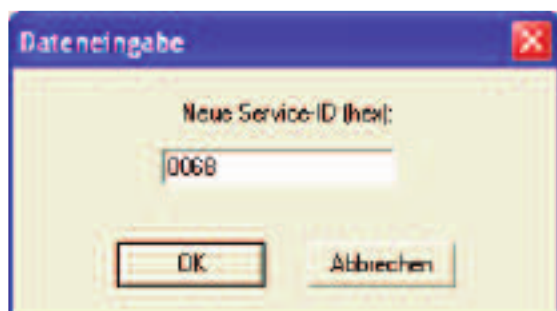 Dateneingabe
Neue Service-ID (hex):
0068
OK
Abbrechen